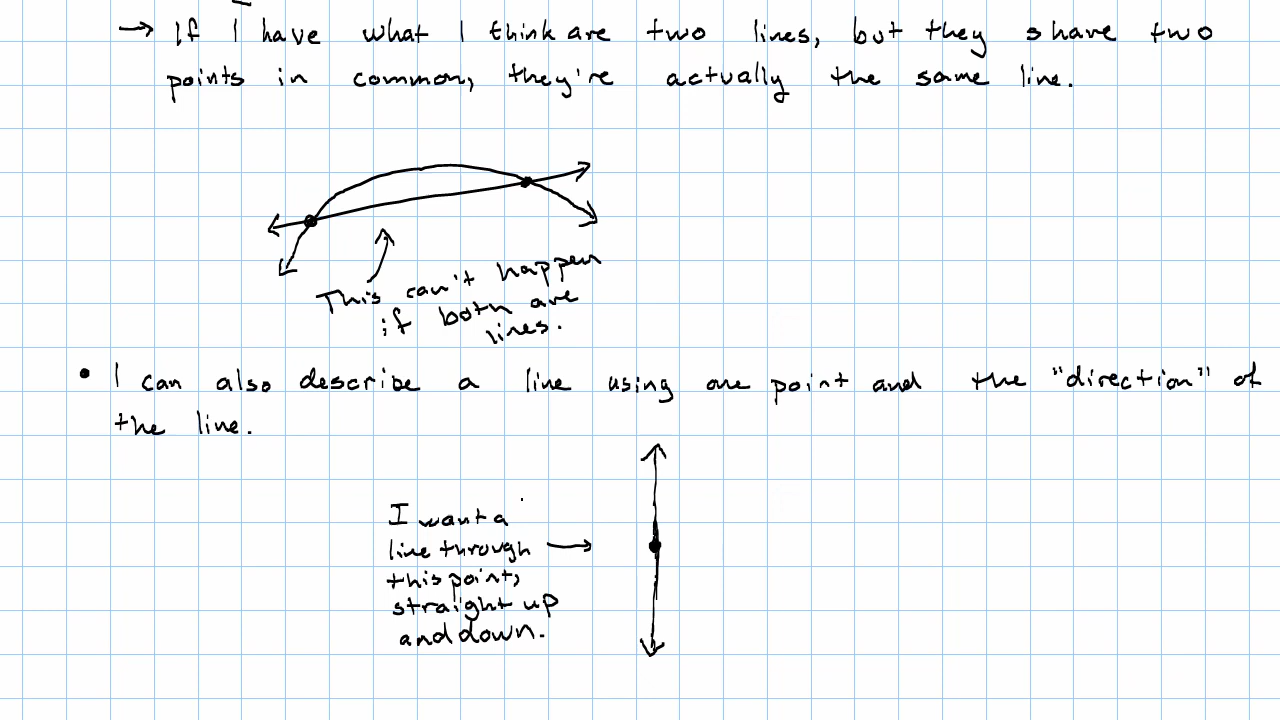 → If I have what I think are two lines, but they share two
points in common, they're actually the same line.
This can't happen
if both are
lines.
• I can also describe a line using one point and the "direction" of
the line.
I want a
line through →
this point,
straight up
and down.